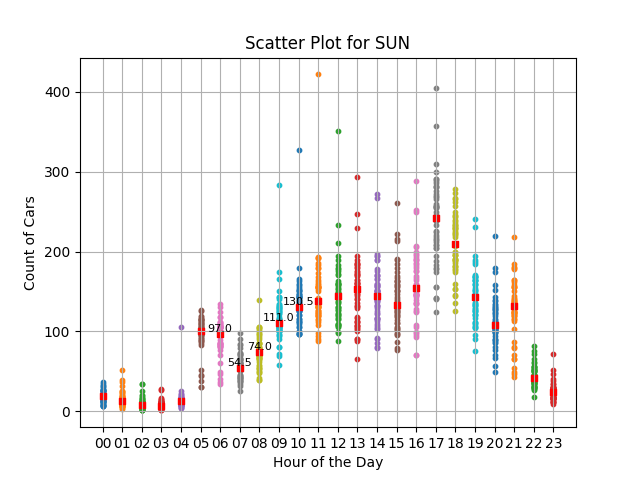 Scatter Plot for SUN
Count of Cars
400
300
200
100
0
130.5
111.0
97.0
74.0
54.5
00 01 02 03 04 05 06 07 08 09 10 11 12 13 14 15 16 17 18 19 20 21 22 23
Hour of the Day